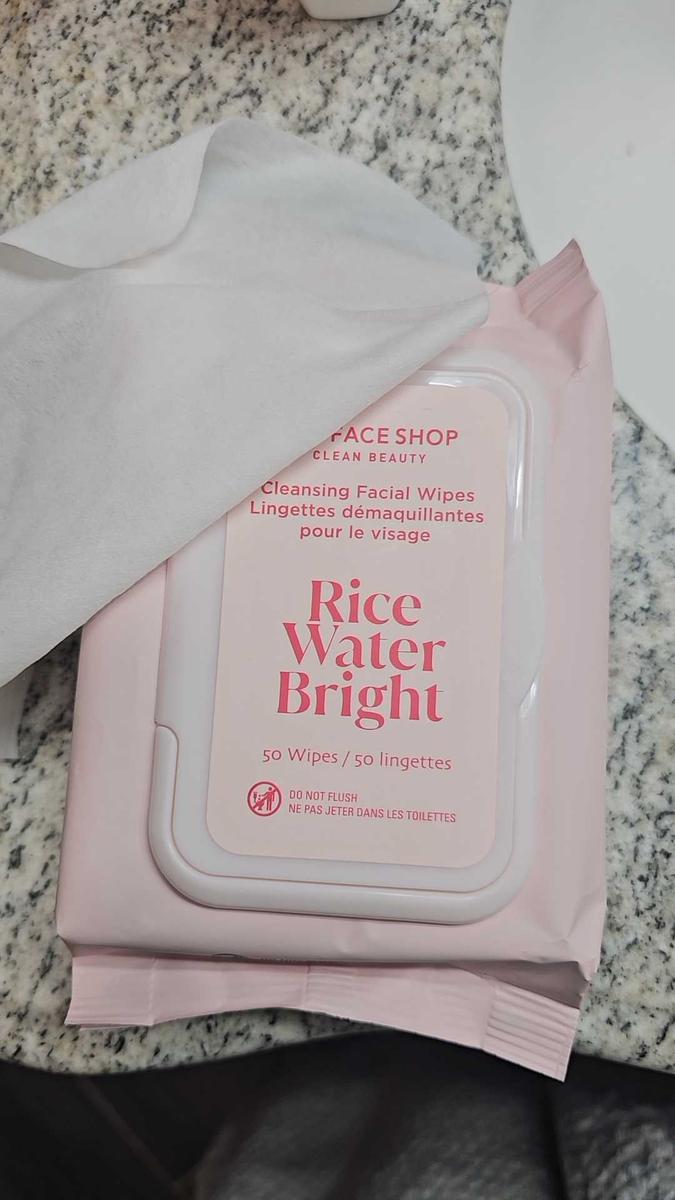 FACE SHOP
CLEAN BEAUTY
Cleansing Facial Wipes
Lingettes démaquillantes
pour le visage
Rice
Water
Bright
50 Wipes / 50 lingettes
DO NOT FLUSH
NE PAS JETER DANS LES TOILETTES